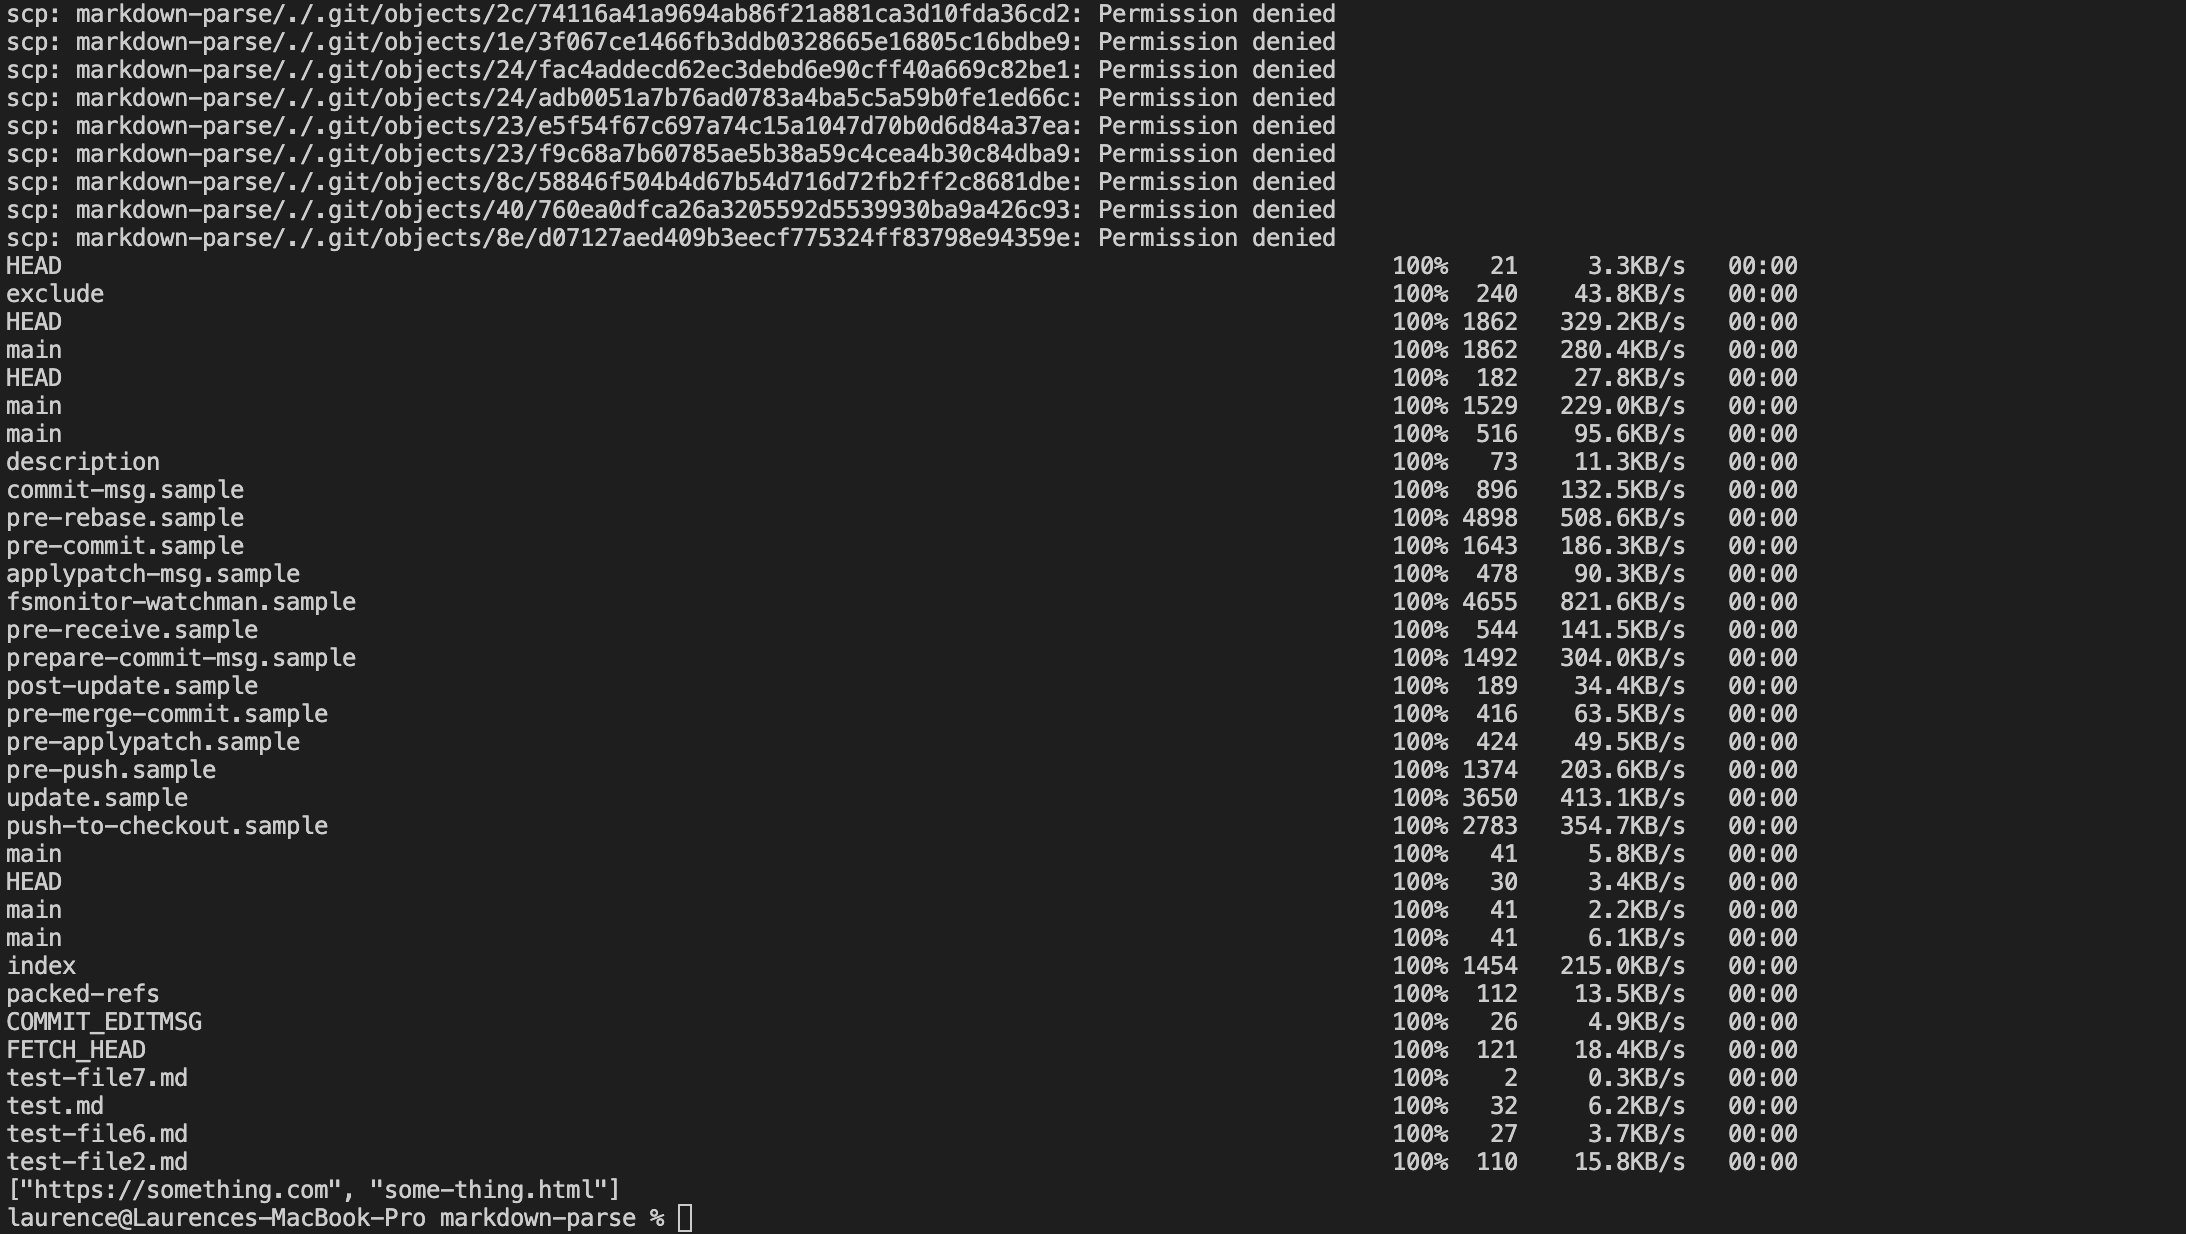 scp: markdown-parse/./.git/objects/2c/74116a41a9694ab86f21a881ca3d10fda36cd2: Permission denied
scp: markdown-parse/./.git/objects/1e/3f067ce1466fb3ddb0328665e16805c16bdbe9: Permission denied
scp: markdown-parse/./.git/objects/24/fac4addecd62ec3debd6e90cff40a669c82be1: Permission denied
scp: markdown-parse/./.git/objects/24/adb0051a7b76ad0783a4ba5c5a59b0fe1ed66c: Permission denied
scp: markdown-parse/./.git/objects/23/e5f54f67c697a74c15a1047d70b0d6d84a37ea: Permission denied
scp: markdown-parse/./.git/objects/23/f9c68a7b60785ae5b38a59c4cea4b30c84dba9: Permission denied
scp: markdown-parse/./.git/objects/8c/58846f504b4d67b54d716d72fb2ff2c8681dbe: Permission denied
scp: markdown-parse/./.git/objects/40/760ea0dfca26a3205592d5539930ba9a426c93: Permission denied
scp: markdown-parse/./.git/objects/8e/d07127aed409b3eecf775324ff83798e94359e: Permission denied
HEAD 100% 21 3.3KB/s 00:00
exclude 100% 240 43.8KB/s 00:00
HEAD 100% 1862 329.2KB/s 00:00
main 100% 1862 280.4KB/s 00:00
HEAD 100% 182 27.8KB/s 00:00
main 100% 1529 229.0KB/s 00:00
main 100% 516 95.6KB/s 00:00
description 100% 73 11.3KB/s 00:00
commit-msg.sample 100% 896 132.5KB/s 00:00
pre-rebase.sample 100% 4898 508.6KB/s 00:00
pre-commit.sample 100% 1643 186.3KB/s 00:00
applypatch-msg.sample 100% 478 90.3KB/s 00:00
fsmonitor-watchman.sample 100% 4655 821.6KB/s 00:00
pre-receive.sample 100% 544 141.5KB/s 00:00
prepare-commit-msg.sample 100% 1492 304.0KB/s 00:00
post-update.sample 100% 189 34.4KB/s 00:00
pre-merge-commit.sample 100% 416 63.5KB/s 00:00
pre-applypatch.sample 100% 424 49.5KB/s 00:00
pre-push.sample 100% 1374 203.6KB/s 00:00
update.sample 100% 3650 413.1KB/s 00:00
push-to-checkout.sample 100% 2783 354.7KB/s 00:00
main 100% 41 5.8KB/s 00:00
HEAD 100% 30 3.4KB/s 00:00
main 100% 41 2.2KB/s 00:00
main 100% 41 6.1KB/s 00:00
index 100% 1454 215.0KB/s 00:00
packed-refs 100% 112 13.5KB/s 00:00
COMMIT_EDITMSG 100% 26 4.9KB/s 00:00
FETCH_HEAD 100% 121 18.4KB/s 00:00
test-file7.md 100% 2 0.3KB/s 00:00
test.md 100% 32 6.2KB/s 00:00
test-file6.md 100% 27 3.7KB/s 00:00
test-file2.md 100% 110 15.8KB/s 00:00
["https://something.com", "some-thing.html"]
laurence@Laurences-MacBook-Pro markdown-parse %